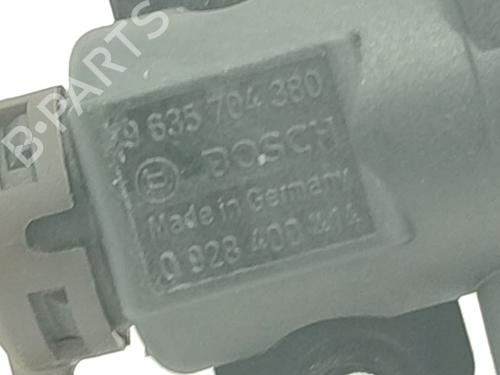 9 635 704 380
BOSCH
Made in Germany
0 928 400 414
B-PARTS